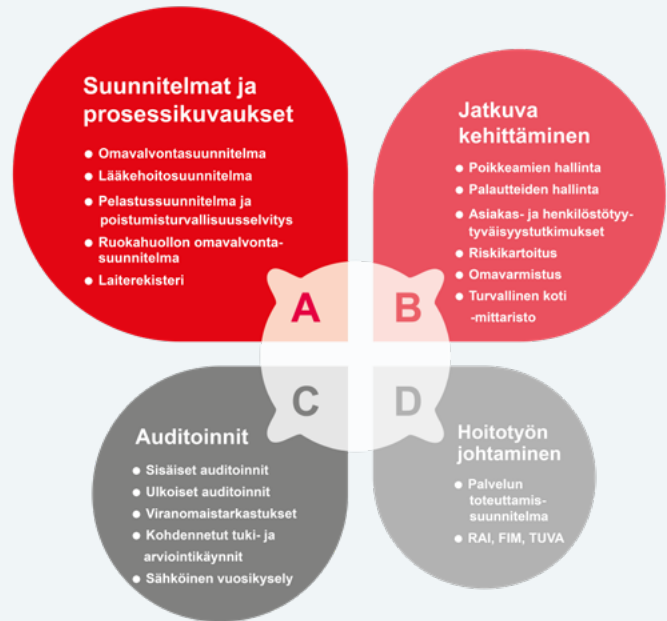 Suunnitelmat ja
prosessikuvaukset
● Omavalvontasuunnitelma
● Lääkehoitosuunnitelma
● Pelastussuunnitelma ja
poistumisturvallisuusselvitys
● Ruokahuollon omavalvonta-
suunnitelma
● Laiterekisteri
A
Jatkuva
kehittäminen
● Poikkeamien hallinta
● Palautteiden hallinta
● Asiakas- ja henkilöstötyy-
tyväisyystutkimukset
● Riskikartoitus
● Omavarmistus
● Turvallinen koti
-mittaristo
B
C
Auditoinnit
● Sisäiset auditoinnit
● Ulkoiset auditoinnit
● Viranomaistarkastukset
● Kohdennetut tuki- ja
arviointikäynnit
● Sähköinen vuosikysely
D
Hoitotyön
johtaminen
● Palvelun
toteuttamis-
suunnitelma
● RAI, FIM, TUVA